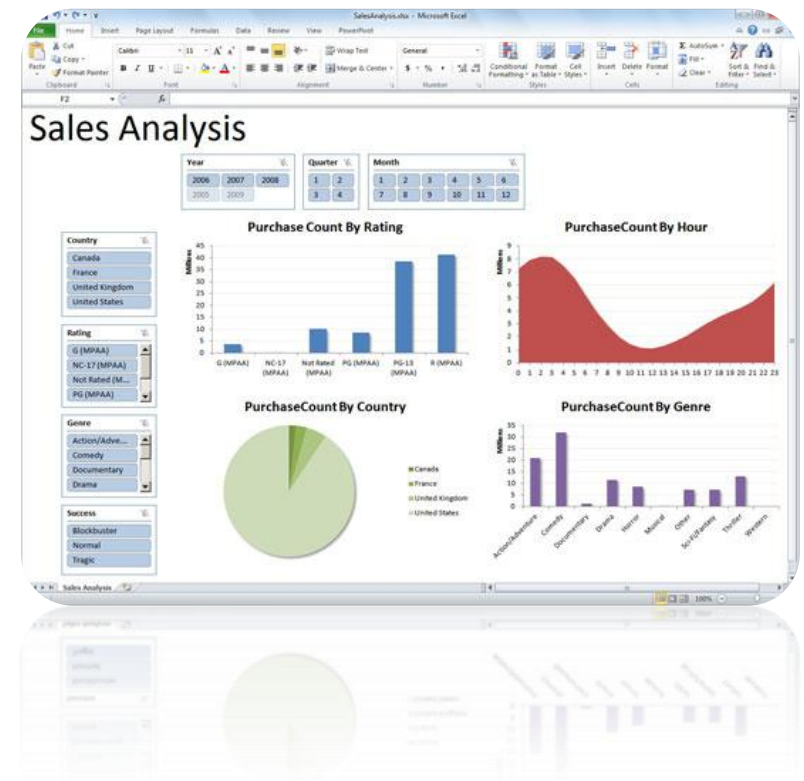 SalesAnalysis.xlsx - Microsoft Excel
File Home Insert Page Layout Formulas Data Review View PowerPivot
Cut
Copy
Paste
Format Painter
Clipboard
Calibri 11
B I U
Font
Wrap Text
Merge & Center
Alignment
General
$ % ,
Number
Conditional Formatting
Format as Table
Cell Styles
Styles
Insert Delete Format
Cells
Σ AutoSum
Fill
Clear
Sort & Filter
Find & Select
Editing
F2 fx
Sales Analysis
Year
2006 2007 2008
2005 2009
Quarter
1 2
3 4
Month
1 2 3 4 5 6
7 8 9 10 11 12
Country
Canada
France
United Kingdom
United States
Rating
G (MPAA)
NC-17 (MPAA)
Not Rated (M...
PG (MPAA)
Genre
Action/Adve...
Comedy
Documentary
Drama
Success
Blockbuster
Normal
Tragic
Purchase Count By Rating
Millions
45
40
35
30
25
20
15
10
5
0
G (MPAA) NC-17 (MPAA) Not Rated (MPAA) PG (MPAA) PG-13 (MPAA) R (MPAA)
PurchaseCount By Hour
Millions
9
8
7
6
5
4
3
2
1
0
0 1 2 3 4 5 6 7 8 9 10 11 12 13 14 15 16 17 18 19 20 21 22 23
PurchaseCount By Country
Canada
France
United Kingdom
United States
PurchaseCount By Genre
Millions
35
30
25
20
15
10
5
0
Action/Adventure Comedy Documentary Drama Horror Musical Other Sci-Fi/Fantasy Thriller Western
Sales Analysis
100%